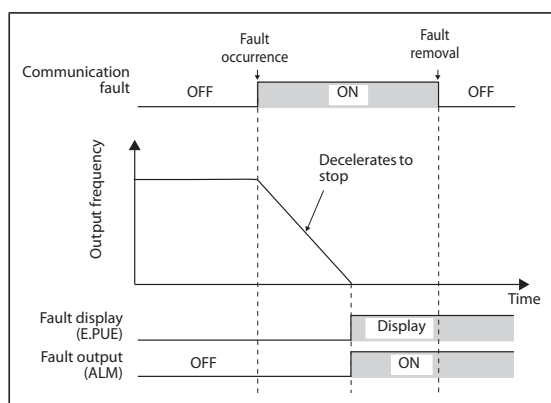 Fault
occurrence
Fault
removal
Communication
fault
OFF
ON
OFF
Output frequency
Decelerates to
stop
Time
Fault display
(E.PUE)
Display
Fault output
(ALM)
OFF
ON